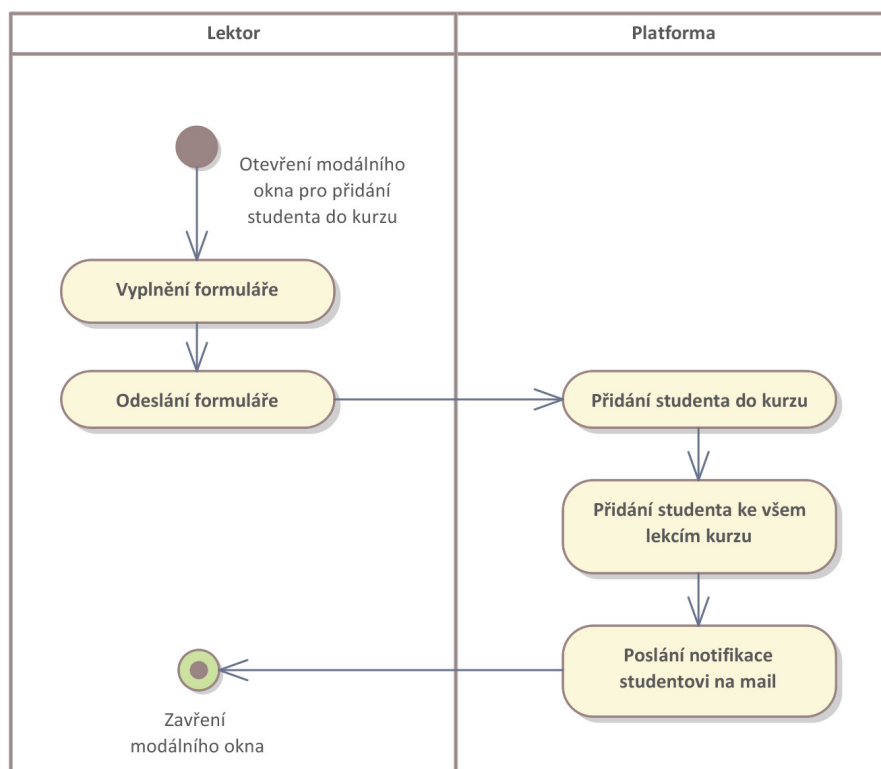 Lektor
Platforma
Otevření modálního
okna pro přidání
studenta do kurzu
Vyplnění formuláře
Odeslání formuláře
Přidání studenta do kurzu
Přidání studenta ke všem
lekcím kurzu
Poslání notifikace
studentovi na mail
Zavření
modálního okna